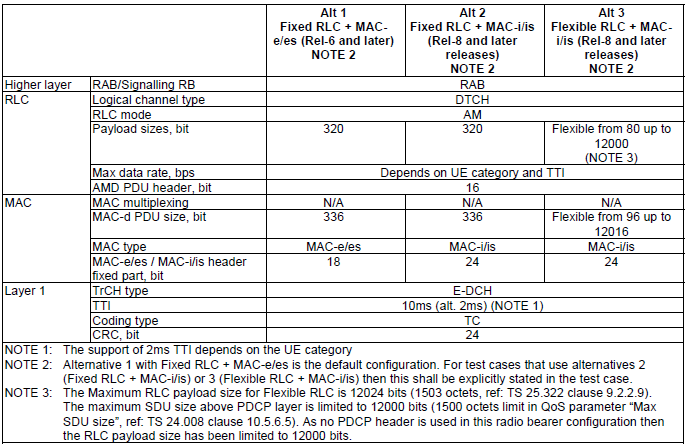 Alt 1 Alt 2 Alt 3
Fixed RLC + MAC- Fixed RLC + MAC-i/is Flexible RLC + MAC-
e/es (Rel-6 and later) (Rel-8 and later i/is (Rel-8 and later
NOTE 2 releases) releases)
NOTE 2 NOTE 2
Higher layer RAB/Signalling RB RAB
RLC Logical channel type DTCH
RLC mode AM
Payload sizes, bit 320 320 Flexible from 80 up to
12000
(NOTE 3)
Max data rate, bps Depends on UE category and TTI
AMD PDU header, bit 16
MAC MAC multiplexing N/A N/A N/A
MAC-d PDU size, bit 336 336 Flexible from 96 up to
12016
MAC type MAC-e/es MAC-i/is MAC-i/is
MAC-e/es / MAC-i/is header 18 24 24
fixed part, bit
Layer 1 TrCH type E-DCH
TTI 10ms (alt. 2ms) (NOTE 1)
Coding type TC
CRC, bit 24
NOTE 1: The support of 2ms TTI depends on the UE category
NOTE 2: Alternative 1 with Fixed RLC + MAC-e/es is the default configuration. For test cases that use alternatives 2
(Fixed RLC + MAC-i/is) or 3 (Flexible RLC + MAC-i/is) then this shall be explicitly stated in the test case.
NOTE 3: The Maximum RLC payload size for Flexible RLC is 12024 bits (1503 octets, ref: TS 25.322 clause 9.2.2.9).
The maximum SDU size above PDCP layer is limited to 12000 bits (1500 octets limit in QoS parameter “Max
SDU size”, ref: TS 24.008 clause 10.5.6.5). As no PDCP header is used in this radio bearer configuration then
the RLC payload size has been limited to 12000 bits.